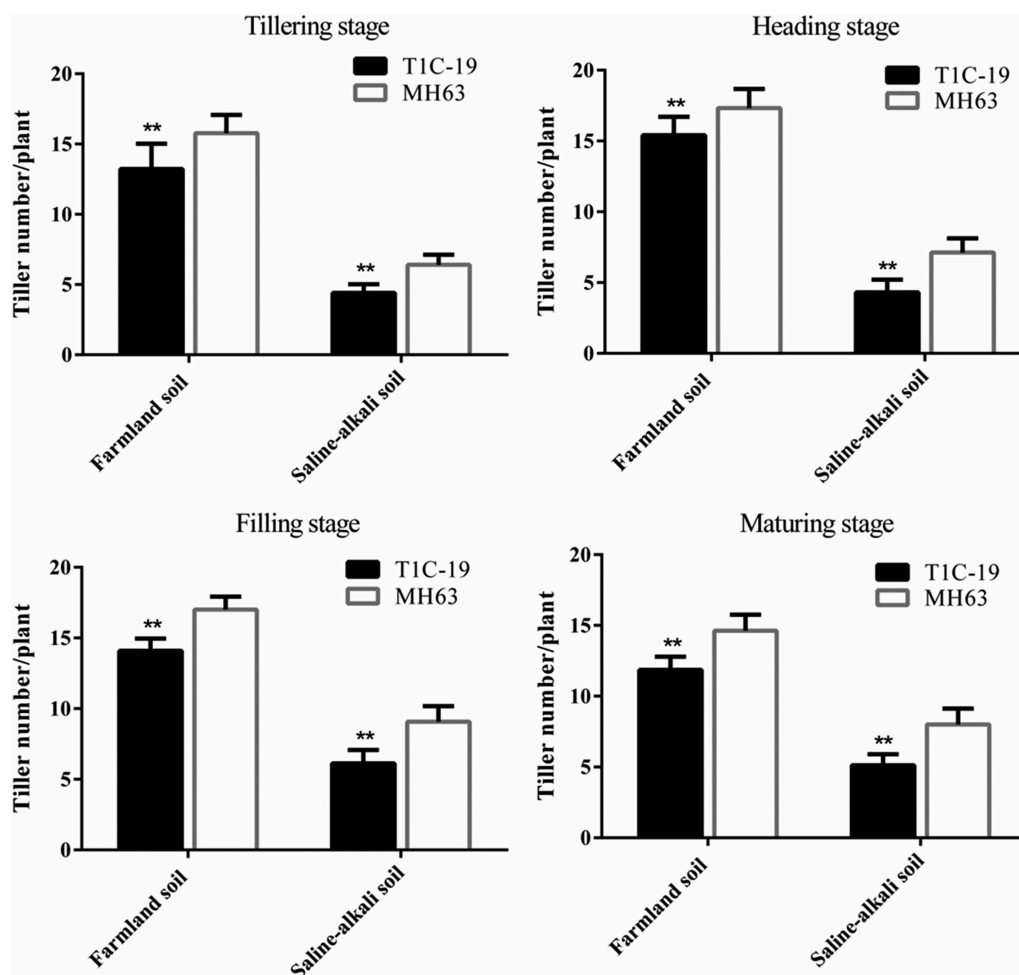 Tillering stage
T1C-19
MH63
Tiller number/plant
20
15
10
5
0
**
**
Farmland soil
Saline-alkali soil
Heading stage
T1C-19
MH63
Tiller number/plant
20
15
10
5
0
**
**
Farmland soil
Saline-alkali soil
Filling stage
T1C-19
MH63
Tiller number/plant
20
15
10
5
0
**
**
Farmland soil
Saline-alkali soil
Maturing stage
T1C-19
MH63
Tiller number/plant
20
15
10
5
0
**
**
Farmland soil
Saline-alkali soil